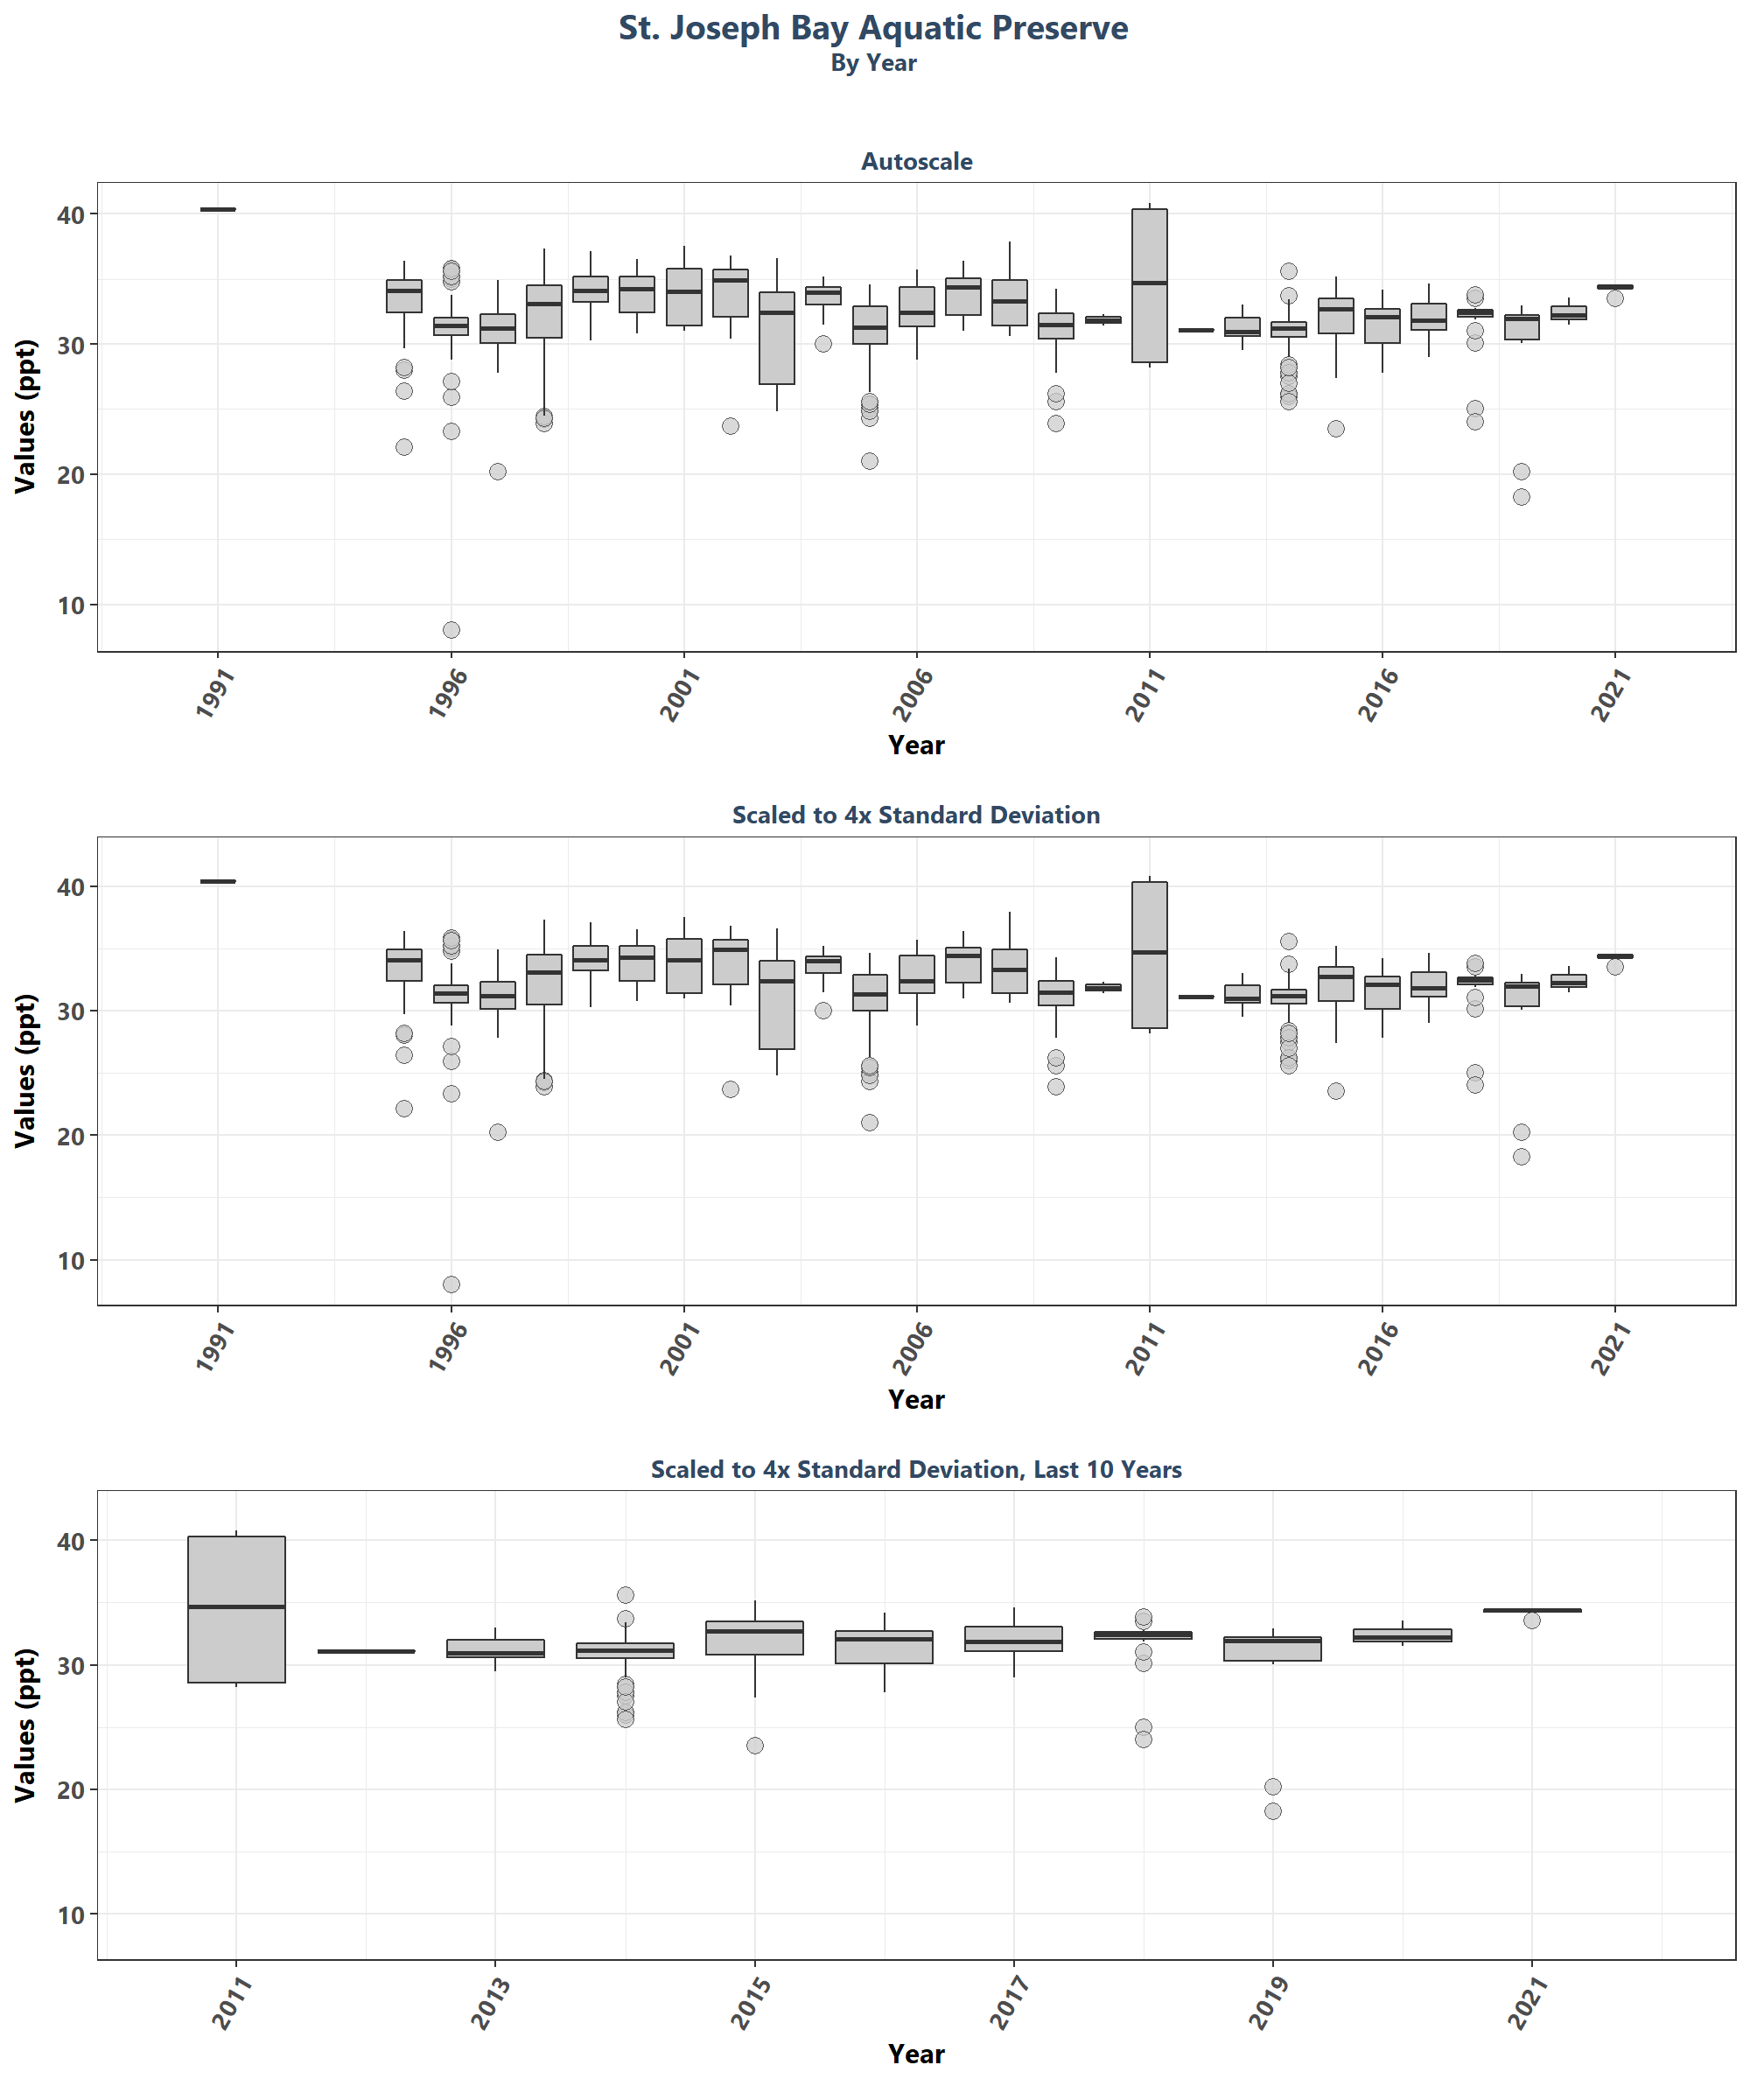 St. Joseph Bay Aquatic Preserve
By Year
Autoscale
Values (ppt)
40
30
20
10
1991 1996 2001 2006 2011 2016 2021
Year
Scaled to 4x Standard Deviation
Values (ppt)
40
30
20
10
1991 1996 2001 2006 2011 2016 2021
Year
Scaled to 4x Standard Deviation, Last 10 Years
Values (ppt)
40
30
20
10
2011 2013 2015 2017 2019 2021
Year